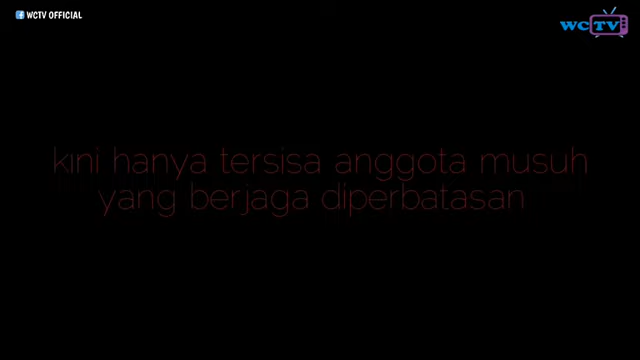 WCTV OFFICIAL
WCTV
kini hanya tersisa anggota musuh
yang berjaga diperbatasan